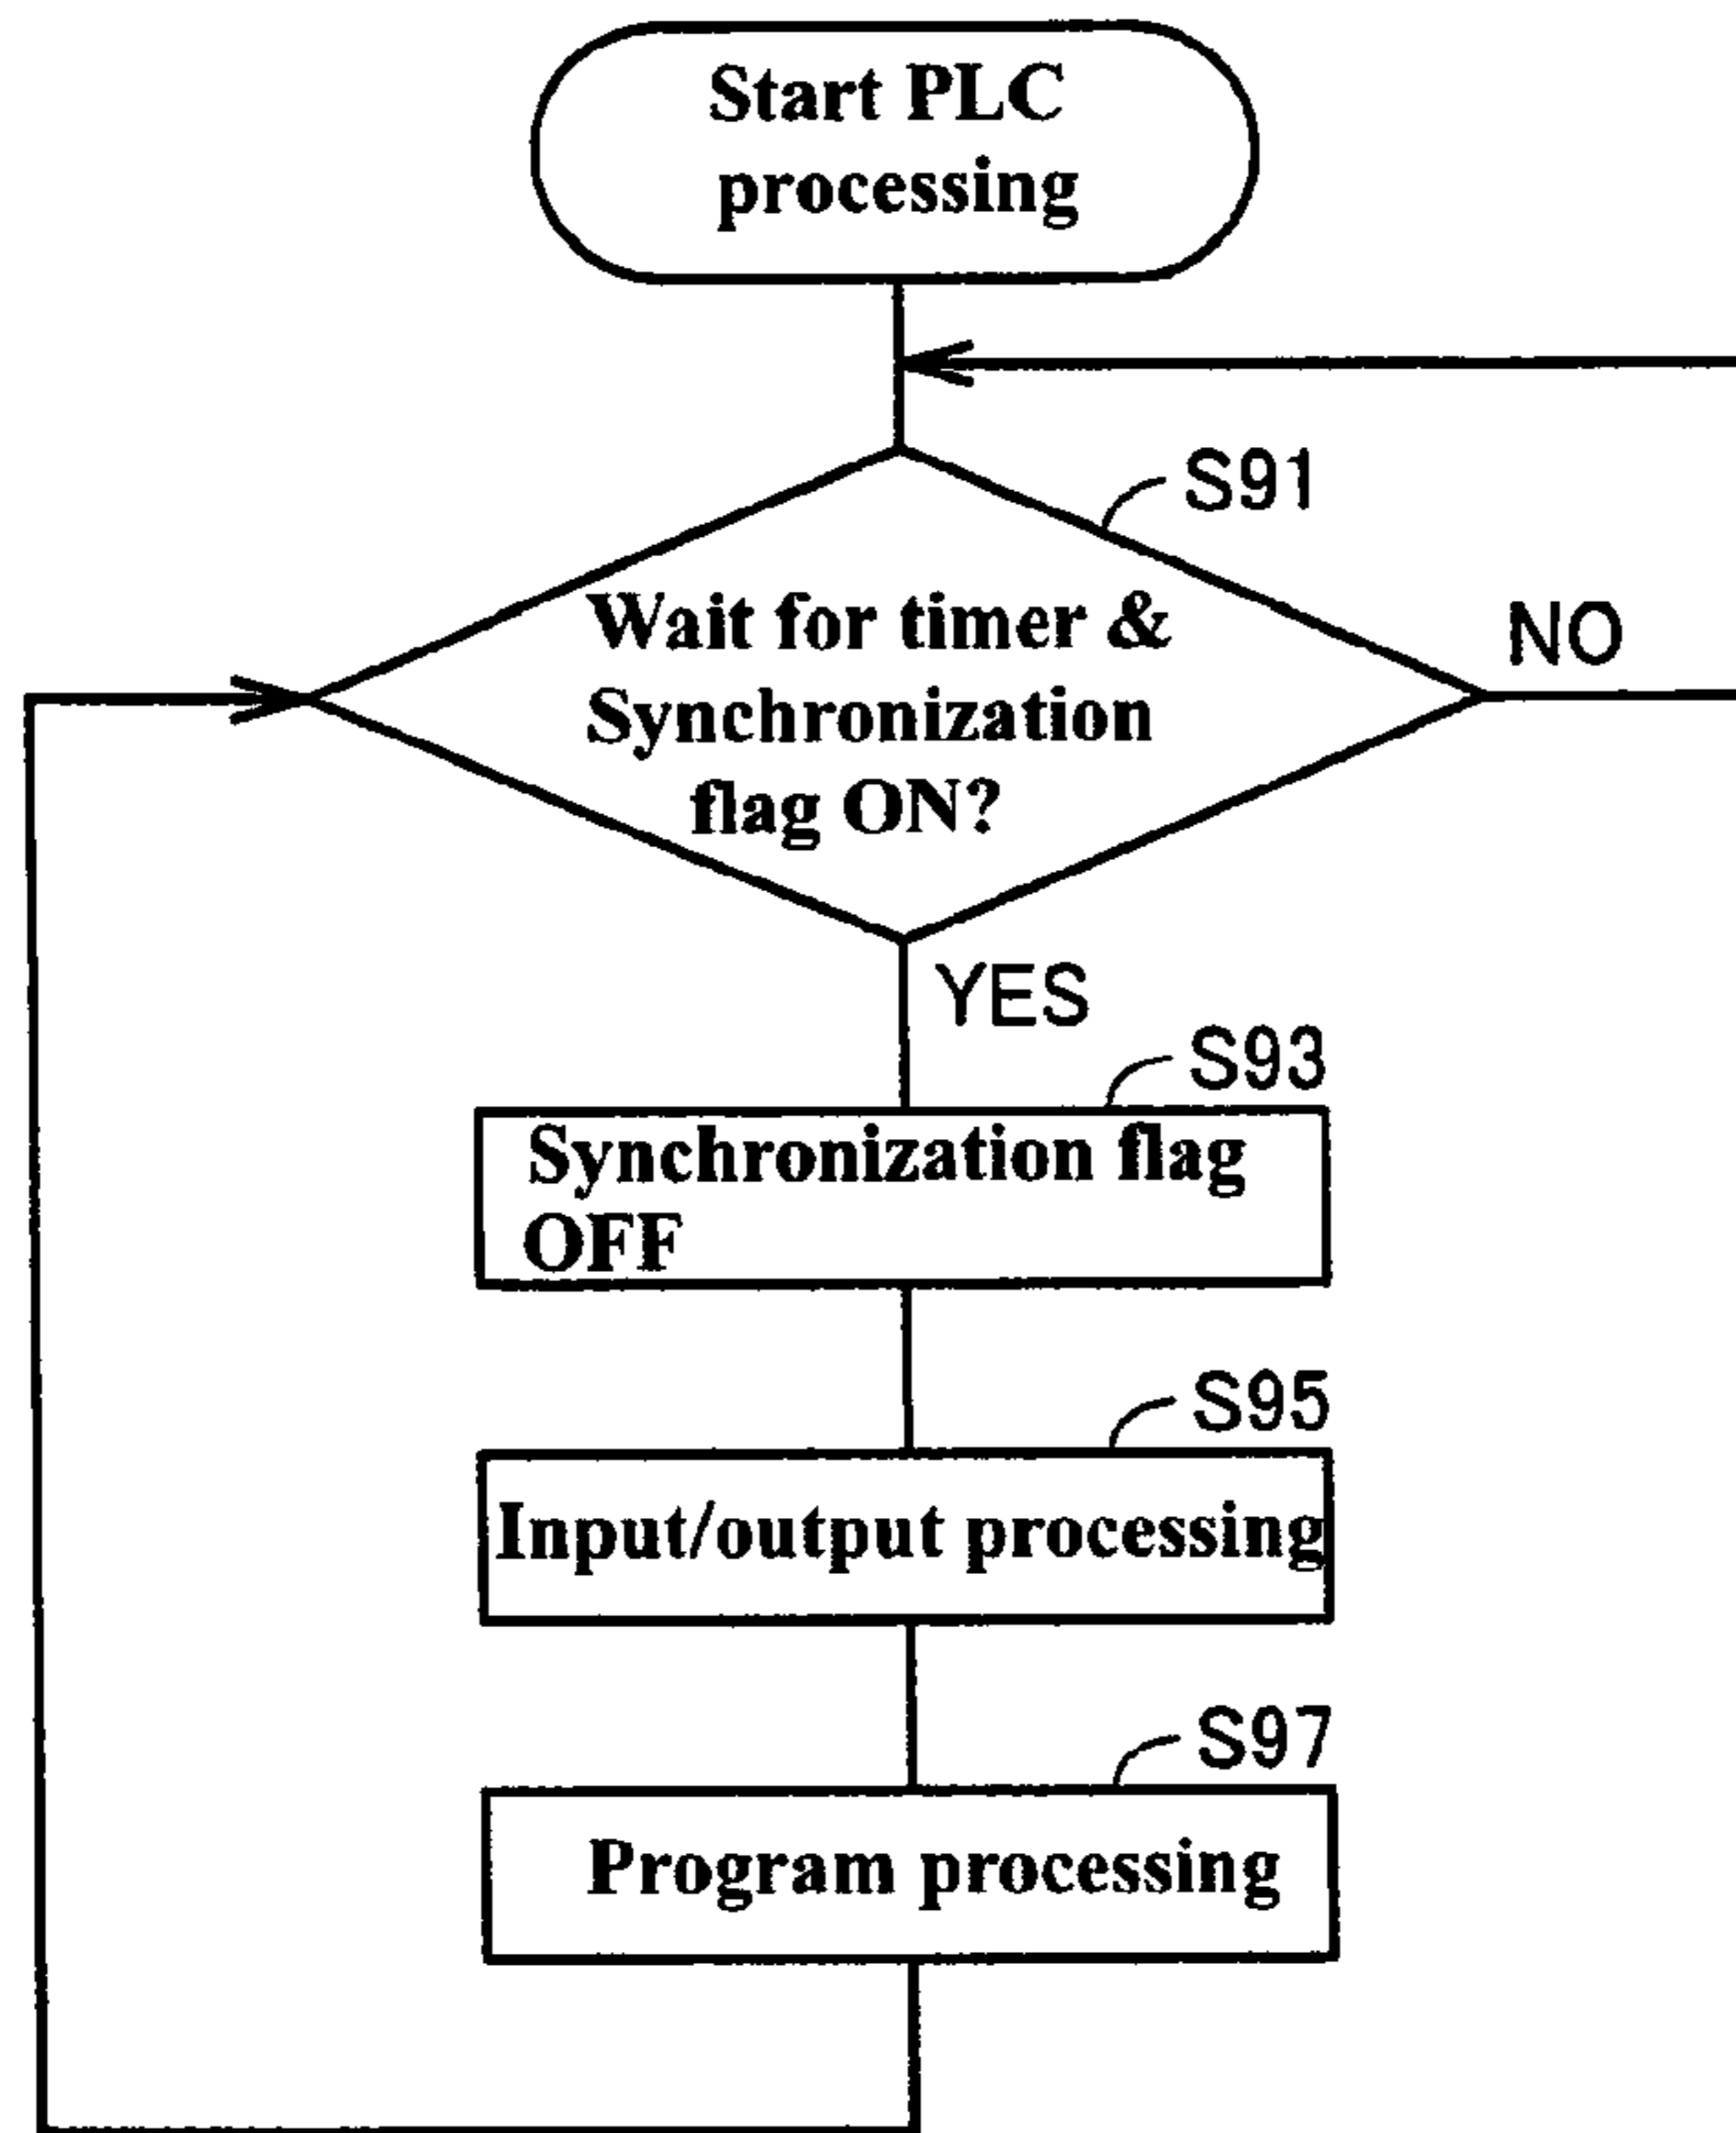 Start PLC
processing
S91
Wait for timer &
Synchronization
flag ON?
NO
YES
S93
Synchronization flag
OFF
S95
Input/output processing
S97
Program processing